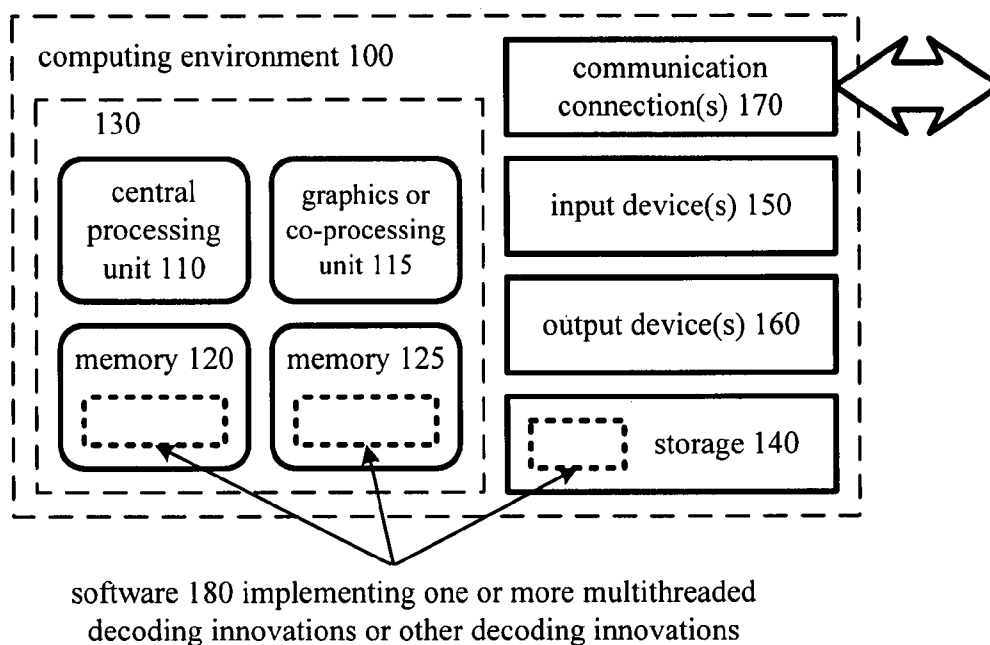 computing environment 100
communication
connection(s) 170
130
central
processing
unit 110
graphics or
co-processing
unit 115
input device(s) 150
output device(s) 160
memory 120
memory 125
storage 140
software 180 implementing one or more multithreaded
decoding innovations or other decoding innovations